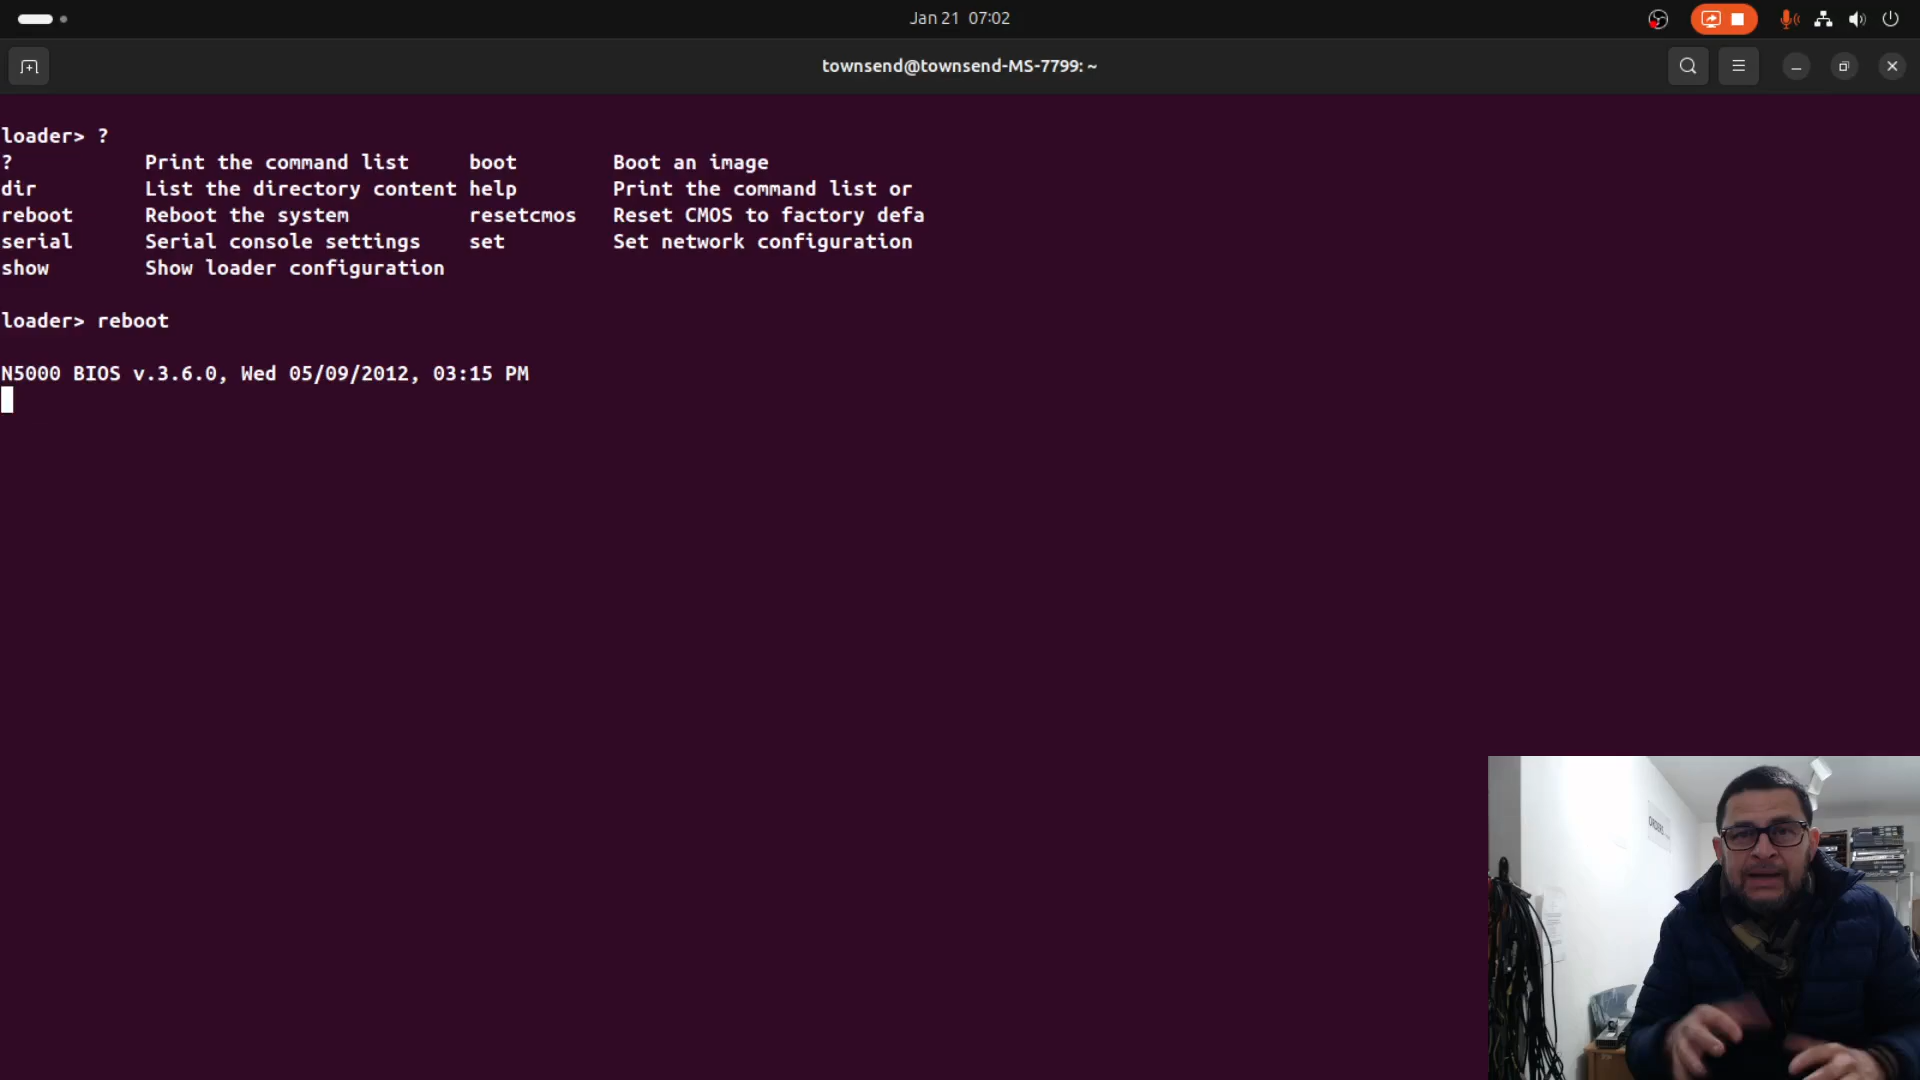 Jan 21 07:02
townsend@townsend-MS-7799: ~
loader> ?
? Print the command list boot Boot an image
dir List the directory content help Print the command list or
reboot Reboot the system resetcmos Reset CMOS to factory defa
serial Serial console settings set Set network configuration
show Show loader configuration
loader> reboot
N5000 BIOS v.3.6.0, Wed 05/09/2012, 03:15 PM